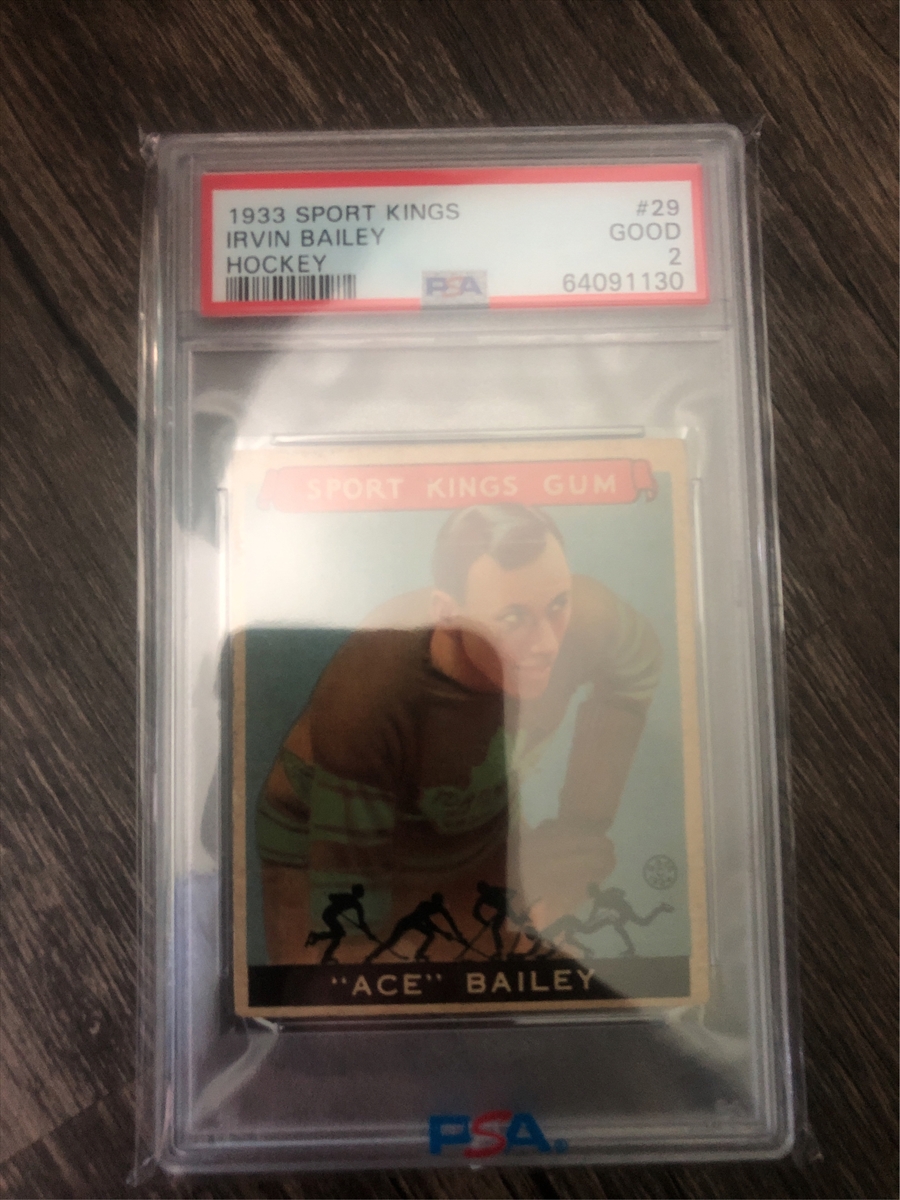 1933 SPORT KINGS #29
IRVIN BAILEY GOOD
HOCKEY 2
PSA 64091130
SPORT KINGS GUM
"ACE" BAILEY
PSA